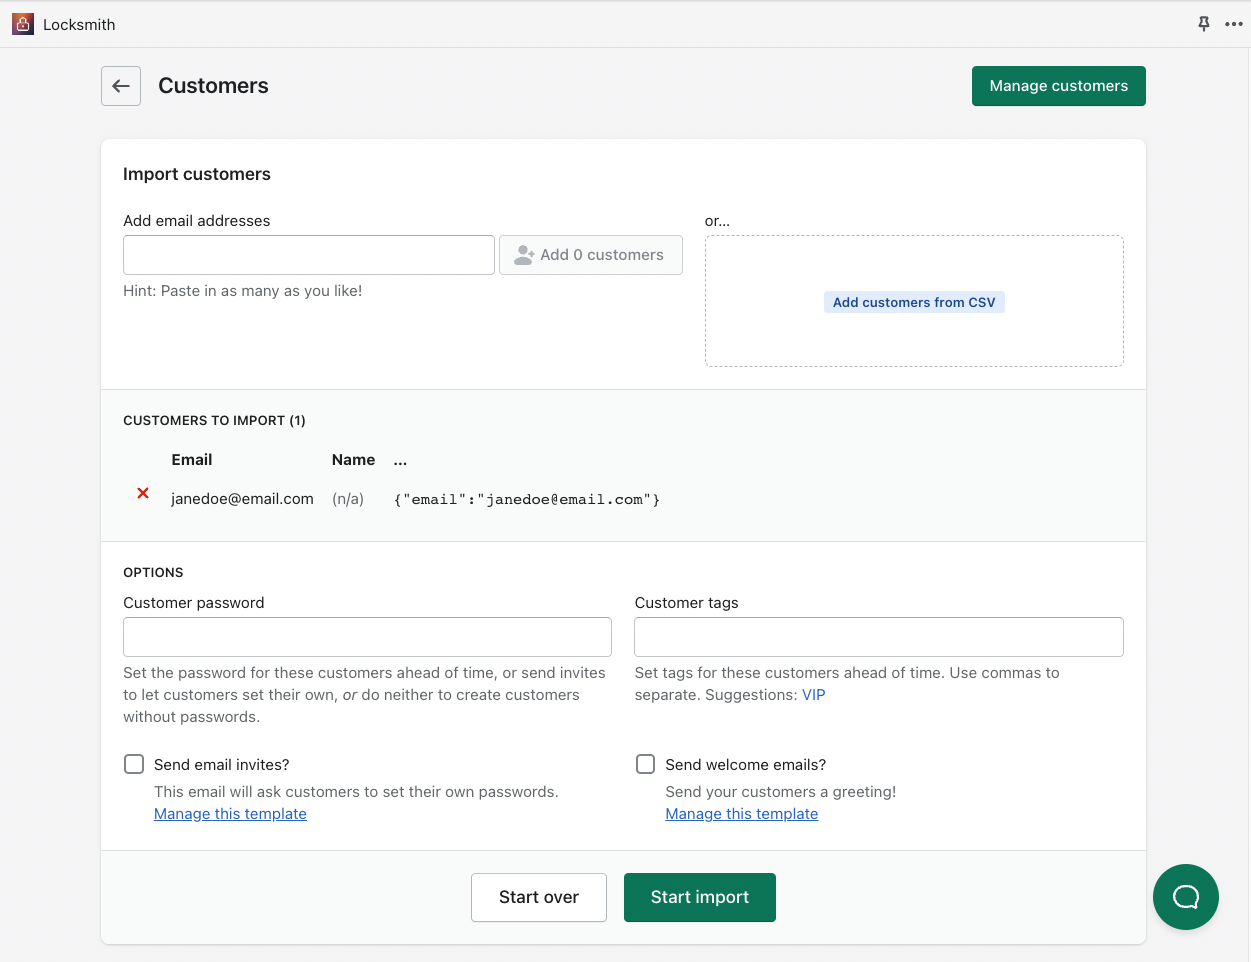 Locksmith
Customers
Manage customers
Import customers
Add email addresses
or...
Add 0 customers
Hint: Paste in as many as you like!
Add customers from CSV
CUSTOMERS TO IMPORT (1)
Email Name ...
janedoe@email.com (n/a) {"email":"janedoe@email.com"}
OPTIONS
Customer password
Set the password for these customers ahead of time, or send invites
to let customers set their own, or do neither to create customers
without passwords.
Customer tags
Set tags for these customers ahead of time. Use commas to
separate. Suggestions: VIP
Send email invites?
This email will ask customers to set their own passwords.
Manage this template
Send welcome emails?
Send your customers a greeting!
Manage this template
Start over
Start import